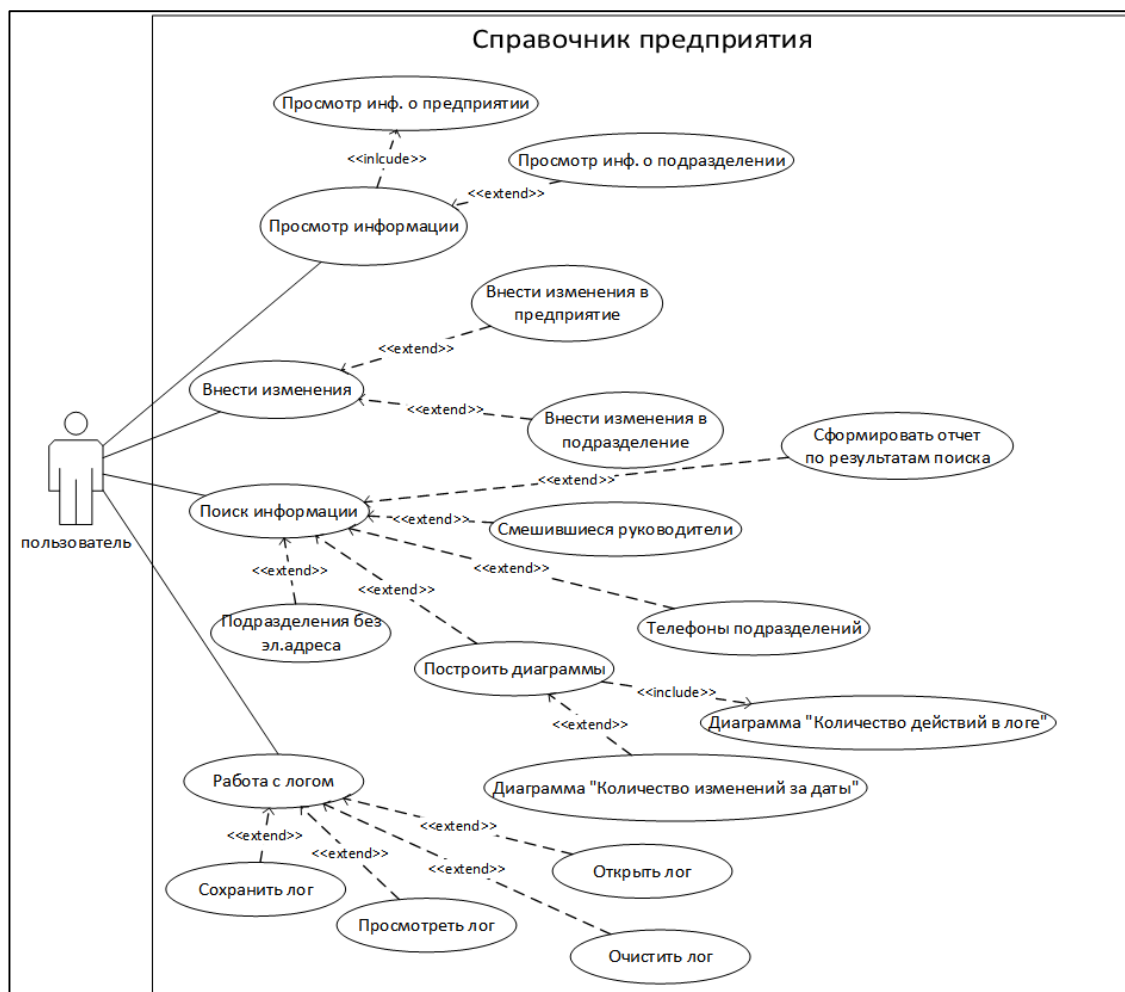 Справочник предприятия
Просмотр инф. о предприятии
<<inlcude>>
Просмотр инф. о подразделении
<<extend>>
Просмотр информации
Внести изменения в
предприятие
<<extend>>
Внести изменения
<<extend>>
Внести изменения в
подразделение
Сформировать отчет
по результатам поиска
<<extend>>
Поиск информации
<<extend>>
Смешившиеся руководители
пользователь
<<extend>>
<<extend>>
<<extend>>
Подразделения без
эл.адреса
Телефоны подразделений
Построить диаграммы
<<include>>
<<extend>>
Диаграмма "Количество действий в логе"
Работа с логом
Диаграмма "Количество изменений за даты"
<<extend>>
<<extend>>
<<extend>>
<<extend>>
Сохранить лог
Открыть лог
Просмотреть лог
Очистить лог